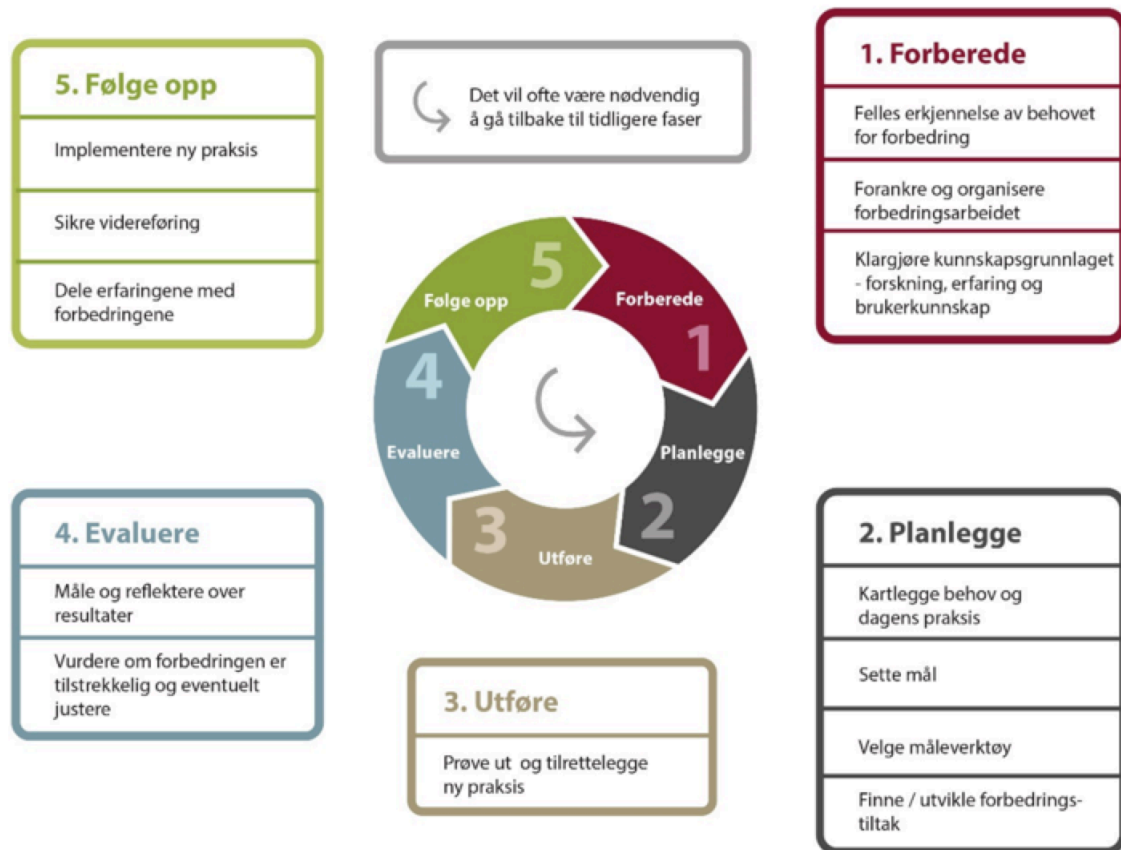 5. Følge opp
Implementere ny praksis
Sikre videreføring
Dele erfaringene med
forbedringene
Det vil ofte være nødvendig
å gå tilbake til tidligere faser
1. Forberede
Felles erkjennelse av behovet
for forbedring
Forankre og organisere
forbedringsarbeidet
Klargjøre kunnskapsgrunnlaget
- forskning, erfaring og
brukerkunnskap
5
Følge opp
Forberede
1
4
Evaluere
Planlegge
2
3
Utføre
4. Evaluere
Måle og reflektere over
resultater
Vurdere om forbedringen er
tilstrekkelig og eventuelt
justere
3. Utføre
Prøve ut og tilrettelegge
ny praksis
2. Planlegge
Kartlegge behov og
dagens praksis
Sette mål
Velge måleverktøy
Finne / utvikle forbedrings-
tiltak